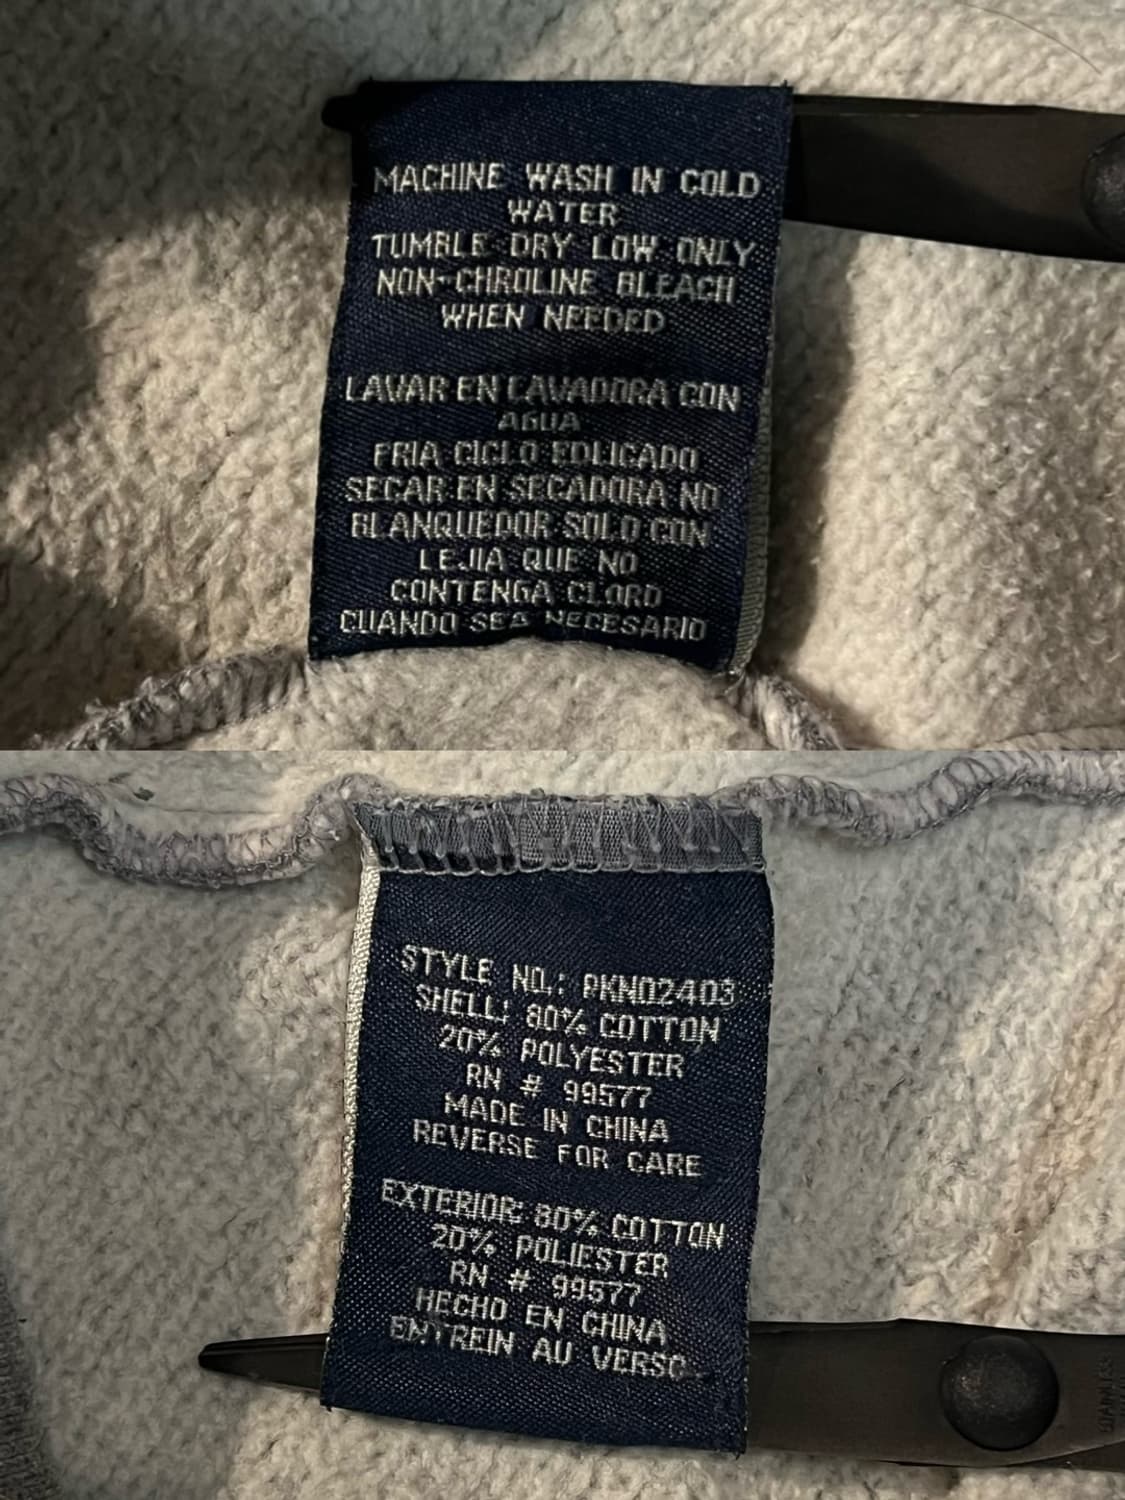 MACHINE WASH IN COLD
WATER
TUMBLE DRY LOW ONLY
NON-CHROLINE BLEACH
WHEN NEEDED
LAVAR EN LAVADORA CON
AGUA
FRIA CICLO EDLICADO
SECAR EN SECADORA NO
BLANQUEDOR SOLO CON
LEJIA QUE NO
CONTENGA CLORO
CUANDO SEA NECESARIO
STYLE NO.: PKN02403
SHELL: 80% COTTON
20% POLYESTER
RN # 99577
MADE IN CHINA
REVERSE FOR CARE
EXTERIOR: 80% COTTON
20% POLIESTER
RN # 99577
HECHO EN CHINA
ENTREIN AU VERSO